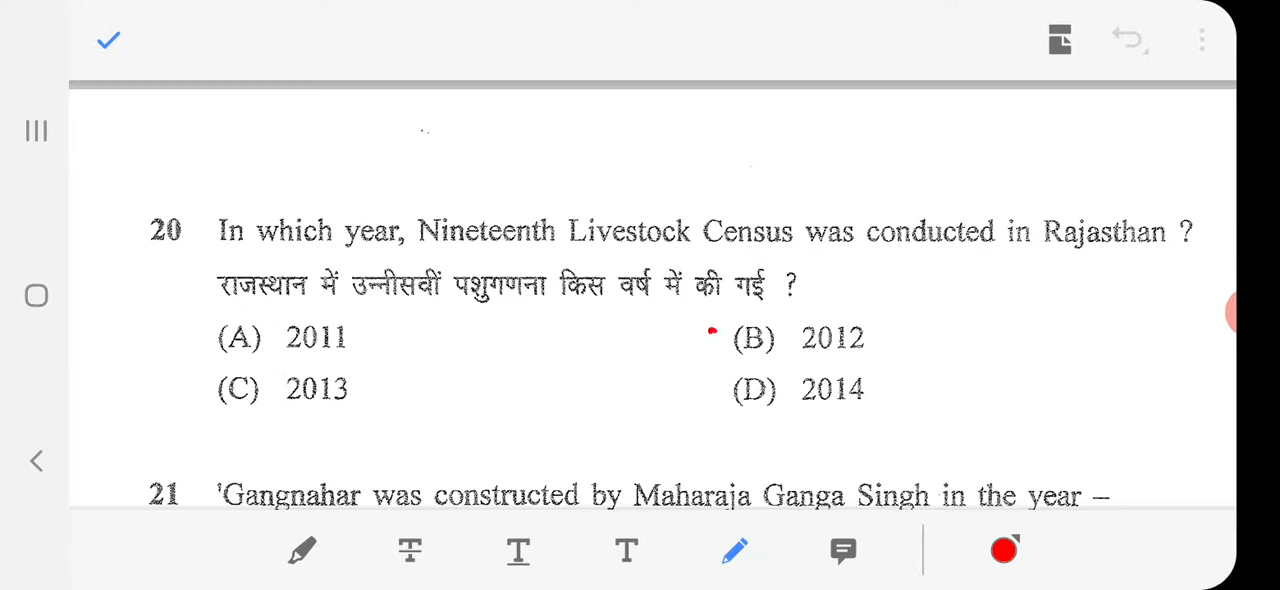 20 In which year, Nineteenth Livestock Census was conducted in Rajasthan ?
राजस्थान में उन्नीसवीं पशुगणना किस वर्ष में की गई ?
(A) 2011 (B) 2012
(C) 2013 (D) 2014
21 'Gangnahar was constructed by Maharaja Ganga Singh in the year –
T T T